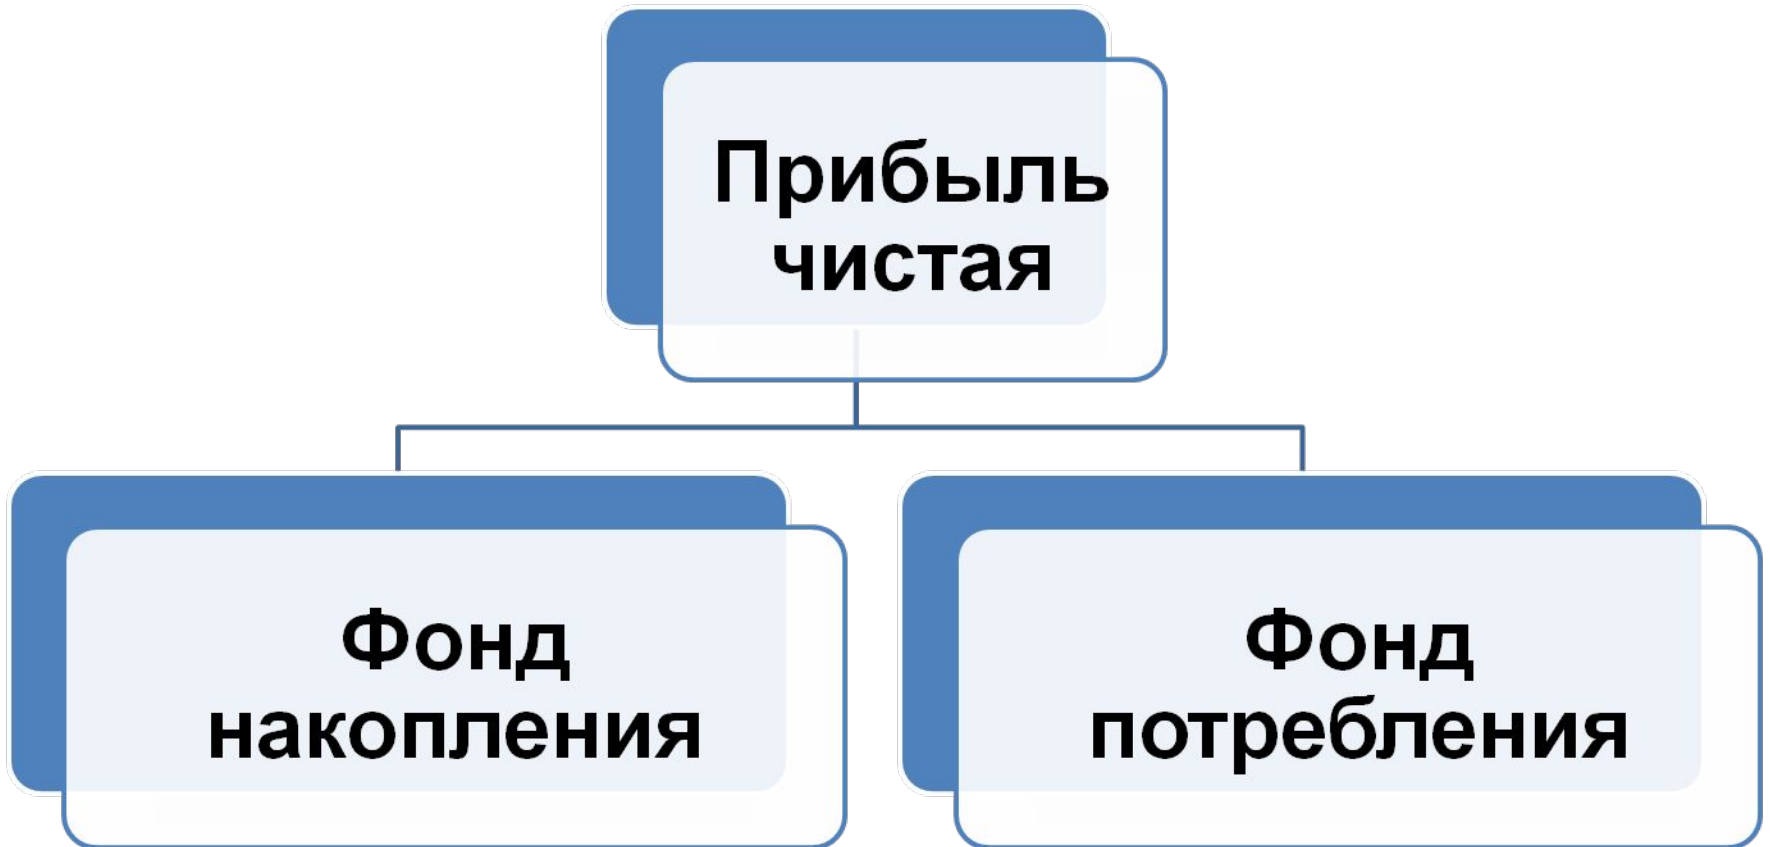 Прибыль
чистая
Фонд
накопления
Фонд
потребления